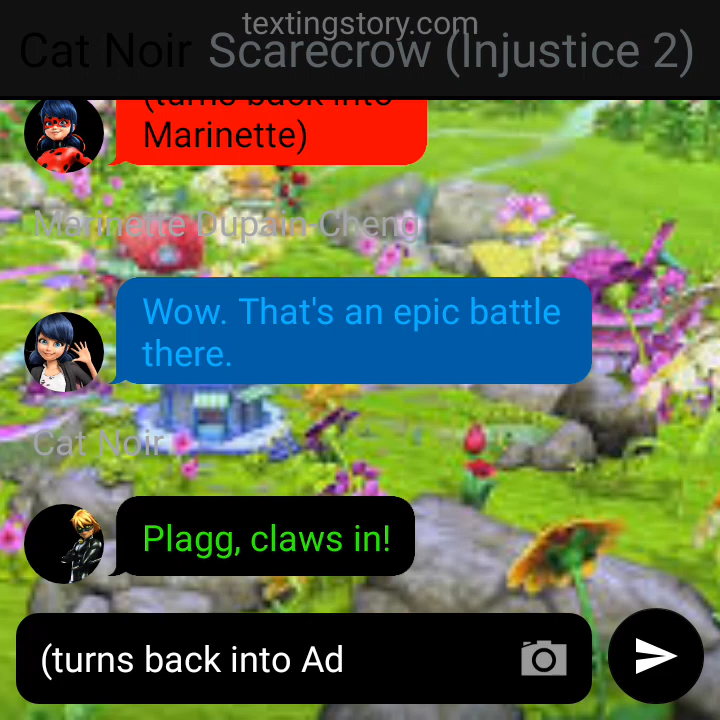 textingstory.com
Cat Noir Scarecrow (Injustice 2)
(turns back into
Marinette)
Marinette Dupain-Cheng
Wow. That's an epic battle
there.
Cat Noir
Plagg, claws in!
(turns back into Ad